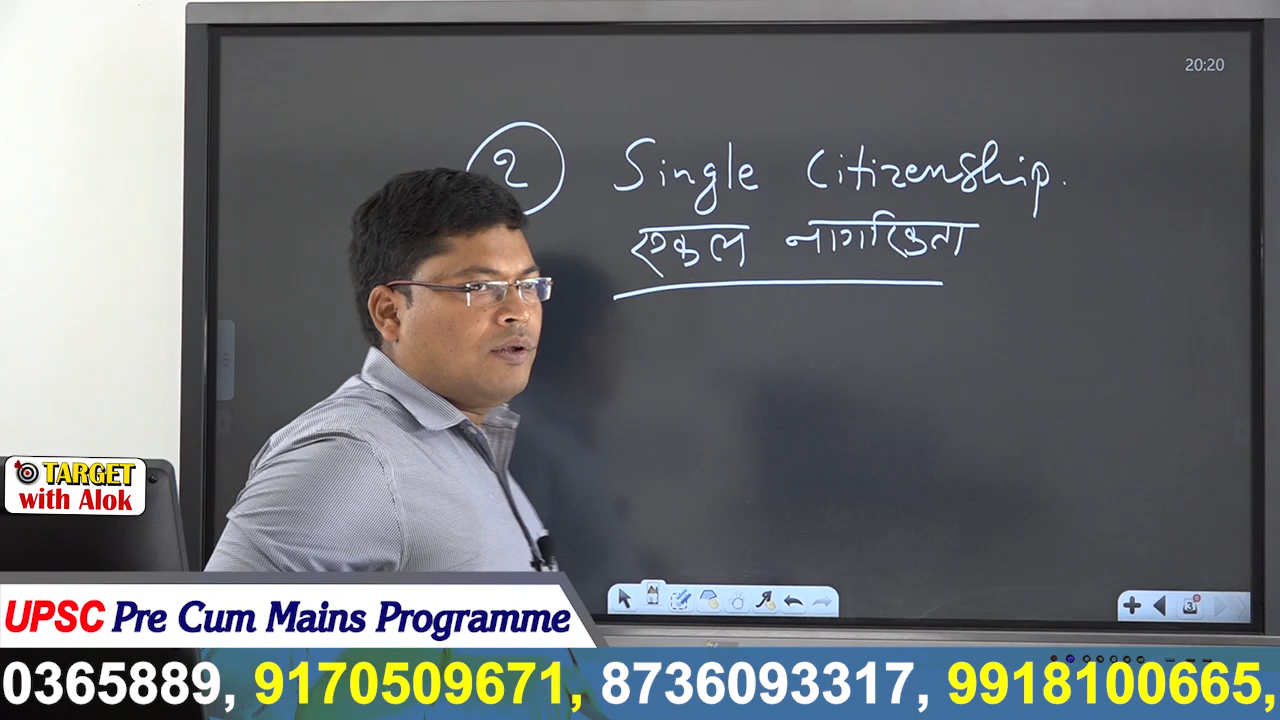 20:20
2 Single Citizenship.
एकल नागरिकता
TARGET
with Alok
3
UPSC Pre Cum Mains Programme
0365889, 9170509671, 8736093317, 9918100665,